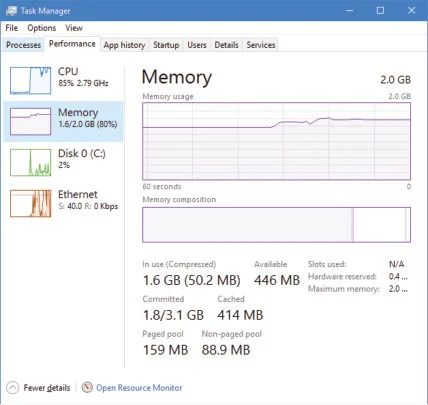 Task Manager
File Options View
Processes Performance App history Startup Users Details Services
CPU
85% 2.79 GHz
Memory
1.6/2.0 GB (80%)
Disk 0 (C:)
2%
Ethernet
S: 40.0 R: 0 Kbps
Memory 2.0 GB
Memory usage 2.0 GB
60 seconds 0
Memory composition
In use (Compressed) Available
1.6 GB (50.2 MB) 446 MB
Committed Cached
1.8/3.1 GB 414 MB
Paged pool Non-paged pool
159 MB 88.9 MB
Slots used: N/A
Hardware reserved: 0.4 ...
Maximum memory: 2.0 ...
Fewer details Open Resource Monitor